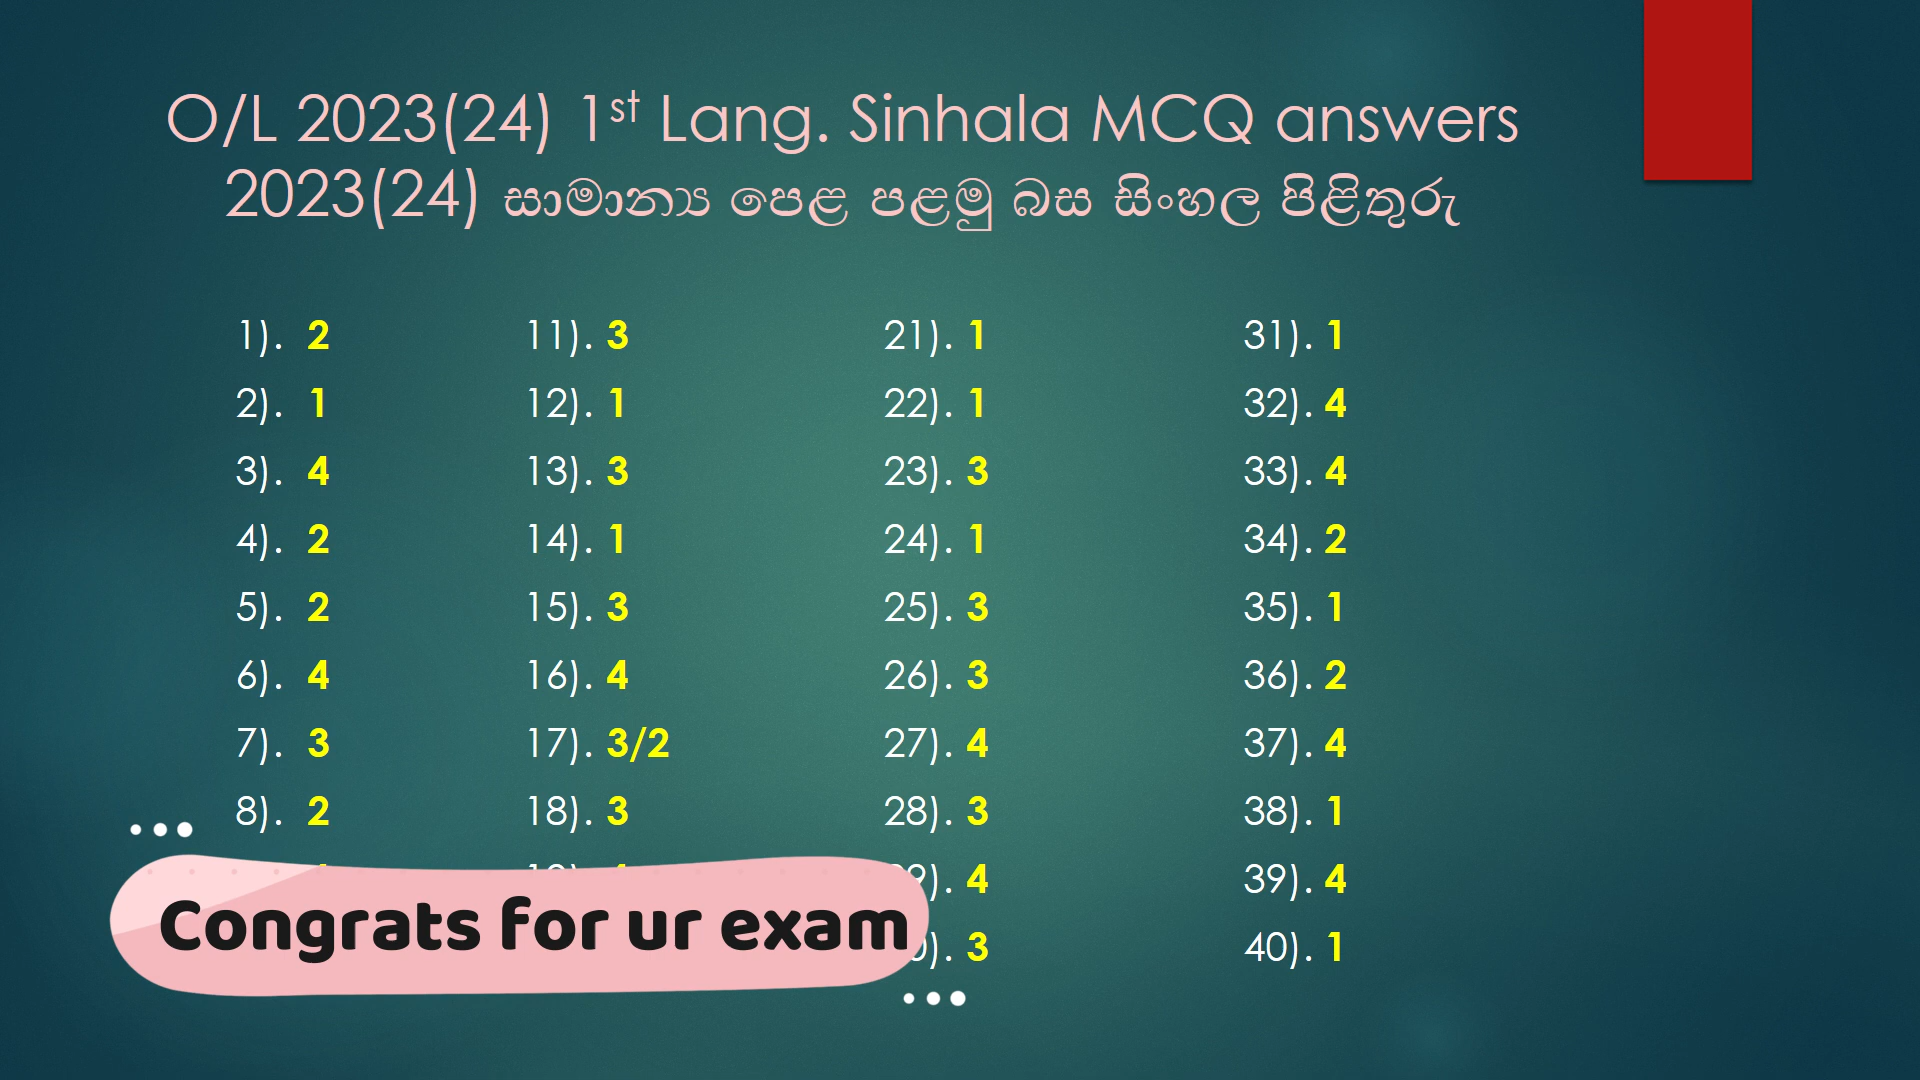 O/L 2023(24) 1st Lang. Sinhala MCQ answers
2023(24) සාමාන්‍ය පෙළ පළමු බස සිංහල පිළිතුරු
1). 2 11). 3 21). 1 31). 1
2). 1 12). 1 22). 1 32). 4
3). 4 13). 3 23). 3 33). 4
4). 2 14). 1 24). 1 34). 2
5). 2 15). 3 25). 3 35). 1
6). 4 16). 4 26). 3 36). 2
7). 3 17). 3/2 27). 4 37). 4
8). 2 18). 3 28). 3 38). 1
4 39). 4
3 40). 1
Congrats for ur exam